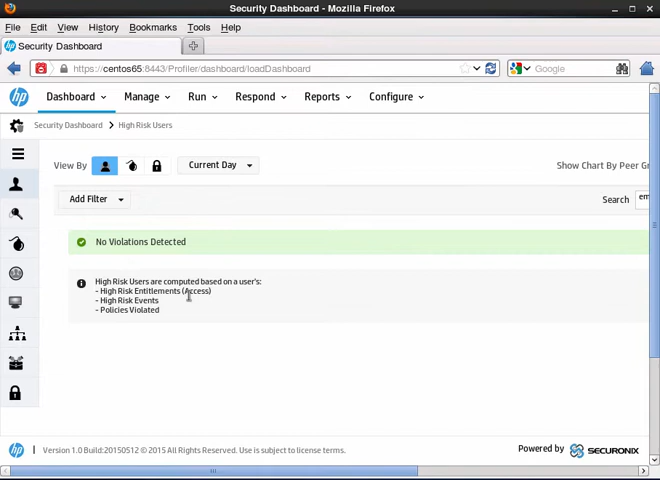 Security Dashboard - Mozilla Firefox
File Edit View History Bookmarks Tools Help
Security Dashboard
https://centos65:8443/Profiler/dashboard/loadDashboard
Google
hp Dashboard Manage Run Respond Reports Configure
Security Dashboard High Risk Users
View By Current Day Show Chart By Peer Gr
Add Filter Search em
No Violations Detected
High Risk Users are computed based on a user's:
- High Risk Entitlements (Access)
- High Risk Events
- Policies Violated
hp Version 1.0 Build:20150512 © 2015 All Rights Reserved. Use is subject to license terms. Powered by SECURONIX